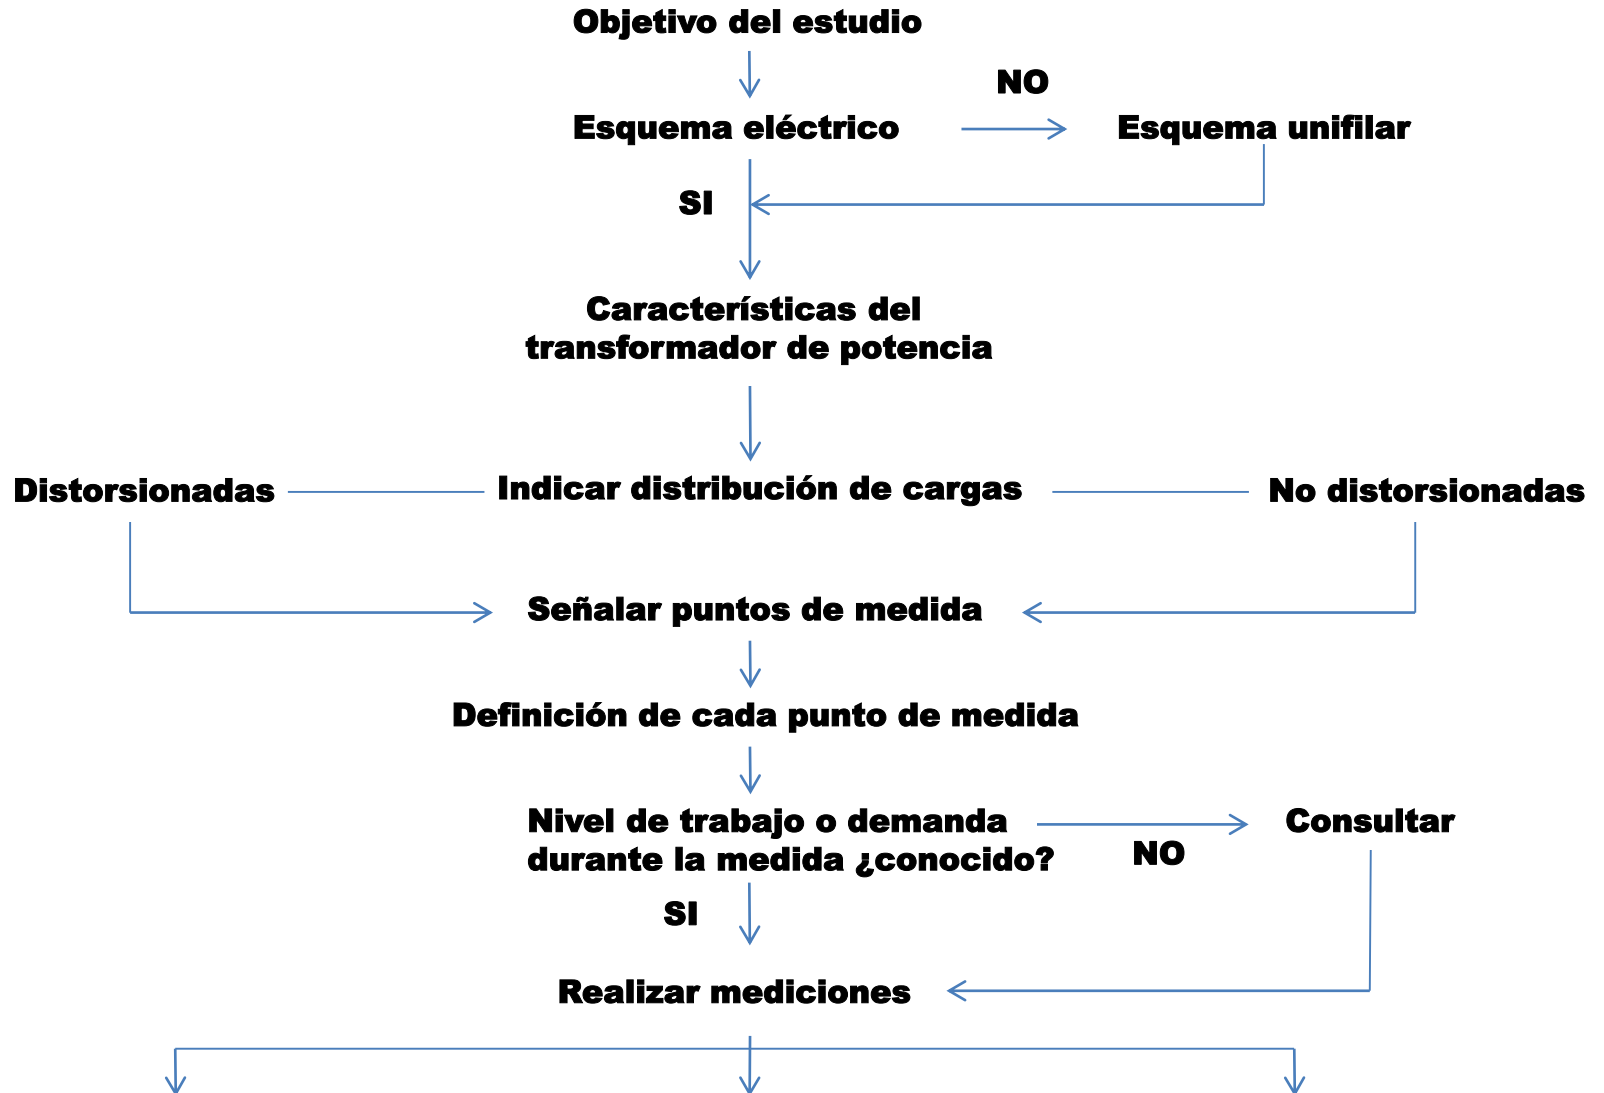 Objetivo del estudio
NO
Esquema eléctrico
Esquema unifilar
SI
Características del
transformador de potencia
Distorsionadas
Indicar distribución de cargas
No distorsionadas
Señalar puntos de medida
Definición de cada punto de medida
Nivel de trabajo o demanda
durante la medida ¿conocido?
Consultar
NO
SI
Realizar mediciones